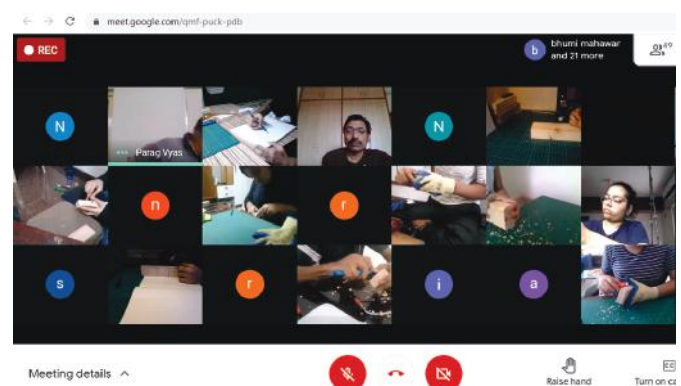 meet.google.com/qmf-puck-pdb
REC
b
bhumi mahawar
and 21 more
49
N
Parag Vyas
N
n
r
s
r
i
a
Meeting details
Raise hand
CC
Turn on ca